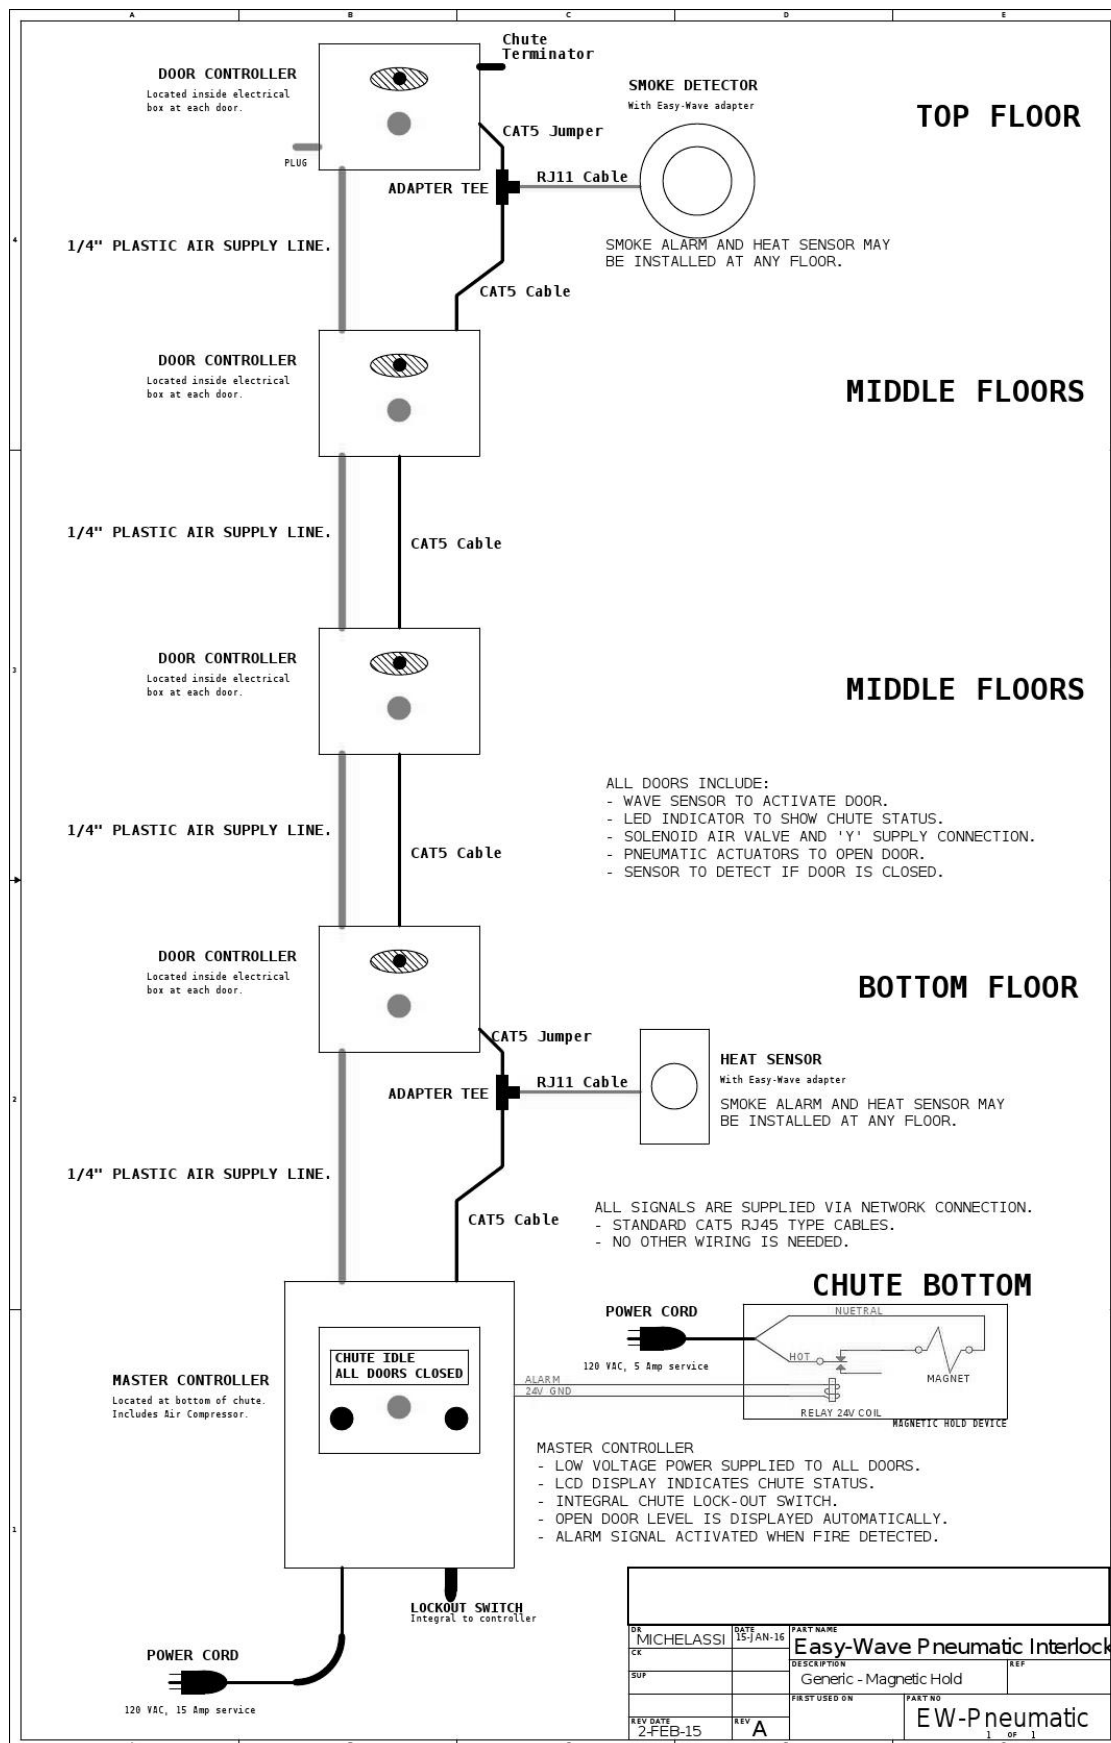 A B C D E
Chute
Terminator
DOOR CONTROLLER
Located inside electrical
box at each door.
SMOKE DETECTOR
With Easy-Wave adapter
TOP FLOOR
CAT5 Jumper
PLUG
RJ11 Cable
ADAPTER TEE
4
1/4" PLASTIC AIR SUPPLY LINE.
SMOKE ALARM AND HEAT SENSOR MAY
BE INSTALLED AT ANY FLOOR.
CAT5 Cable
DOOR CONTROLLER
Located inside electrical
box at each door.
MIDDLE FLOORS
1/4" PLASTIC AIR SUPPLY LINE.
CAT5 Cable
DOOR CONTROLLER
Located inside electrical
box at each door.
3
MIDDLE FLOORS
ALL DOORS INCLUDE:
- WAVE SENSOR TO ACTIVATE DOOR.
- LED INDICATOR TO SHOW CHUTE STATUS.
- SOLENOID AIR VALVE AND 'Y' SUPPLY CONNECTION.
- PNEUMATIC ACTUATORS TO OPEN DOOR.
- SENSOR TO DETECT IF DOOR IS CLOSED.
1/4" PLASTIC AIR SUPPLY LINE.
CAT5 Cable
DOOR CONTROLLER
Located inside electrical
box at each door.
BOTTOM FLOOR
CAT5 Jumper
HEAT SENSOR
With Easy-Wave adapter
RJ11 Cable
ADAPTER TEE
2
SMOKE ALARM AND HEAT SENSOR MAY
BE INSTALLED AT ANY FLOOR.
1/4" PLASTIC AIR SUPPLY LINE.
CAT5 Cable
ALL SIGNALS ARE SUPPLIED VIA NETWORK CONNECTION.
- STANDARD CAT5 RJ45 TYPE CABLES.
- NO OTHER WIRING IS NEEDED.
CHUTE BOTTOM
POWER CORD
120 VAC, 5 Amp service
NUETRAL
HOT
MAGNET
ALARM
24V GND
RELAY 24V COIL
MAGNETIC HOLD DEVICE
CHUTE IDLE
ALL DOORS CLOSED
MASTER CONTROLLER
Located at bottom of chute.
Includes Air Compressor.
MASTER CONTROLLER
- LOW VOLTAGE POWER SUPPLIED TO ALL DOORS.
- LCD DISPLAY INDICATES CHUTE STATUS.
- INTEGRAL CHUTE LOCK-OUT SWITCH.
- OPEN DOOR LEVEL IS DISPLAYED AUTOMATICALLY.
- ALARM SIGNAL ACTIVATED WHEN FIRE DETECTED.
1
LOCKOUT SWITCH
Integral to controller
POWER CORD
120 VAC, 15 Amp service
DR
MICHELASSI
DATE
15-JAN-16
PART NAME
Easy-Wave Pneumatic Interlock
CK
DESCRIPTION
Generic - Magnetic Hold
REF
SUP
FIRST USED ON
PART NO
EW-Pneumatic
REV DATE
2-FEB-15
REV
A
1 OF 1